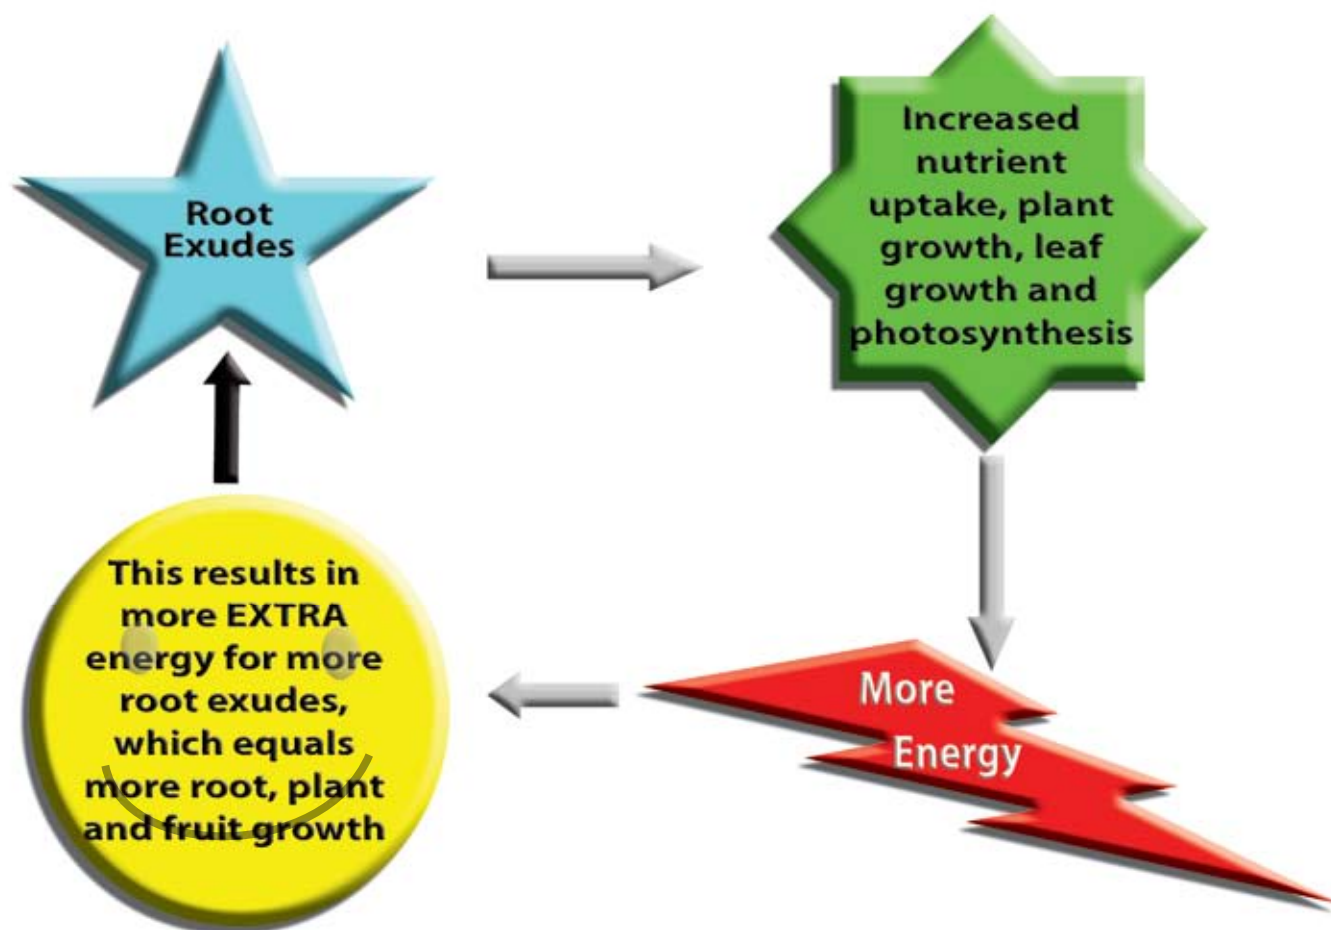 Root
Exudes
Increased
nutrient
uptake, plant
growth, leaf
growth and
photosynthesis
More
Energy
This results in
more EXTRA
energy for more
root exudes,
which equals
more root, plant
and fruit growth